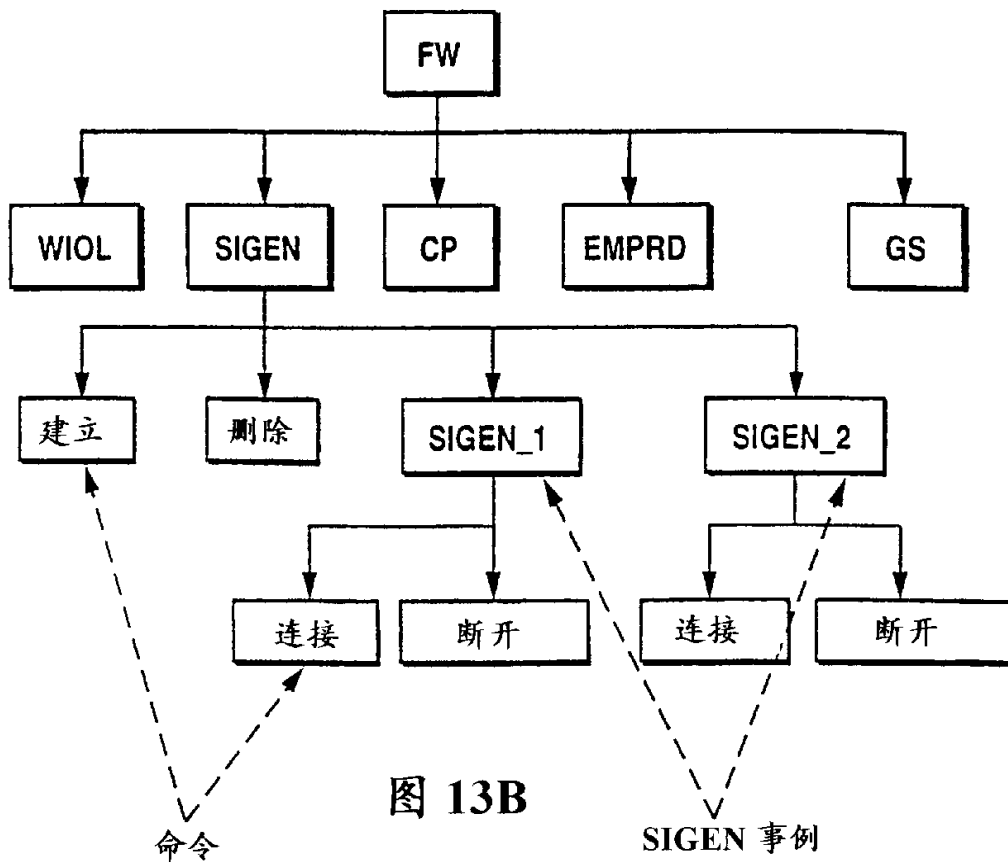 FW
WIOL
SIGEN
CP
EMPRD
GS
建立
删除
SIGEN_1
SIGEN_2
连接
断开
连接
断开
图 13B
命令
SIGEN 事例